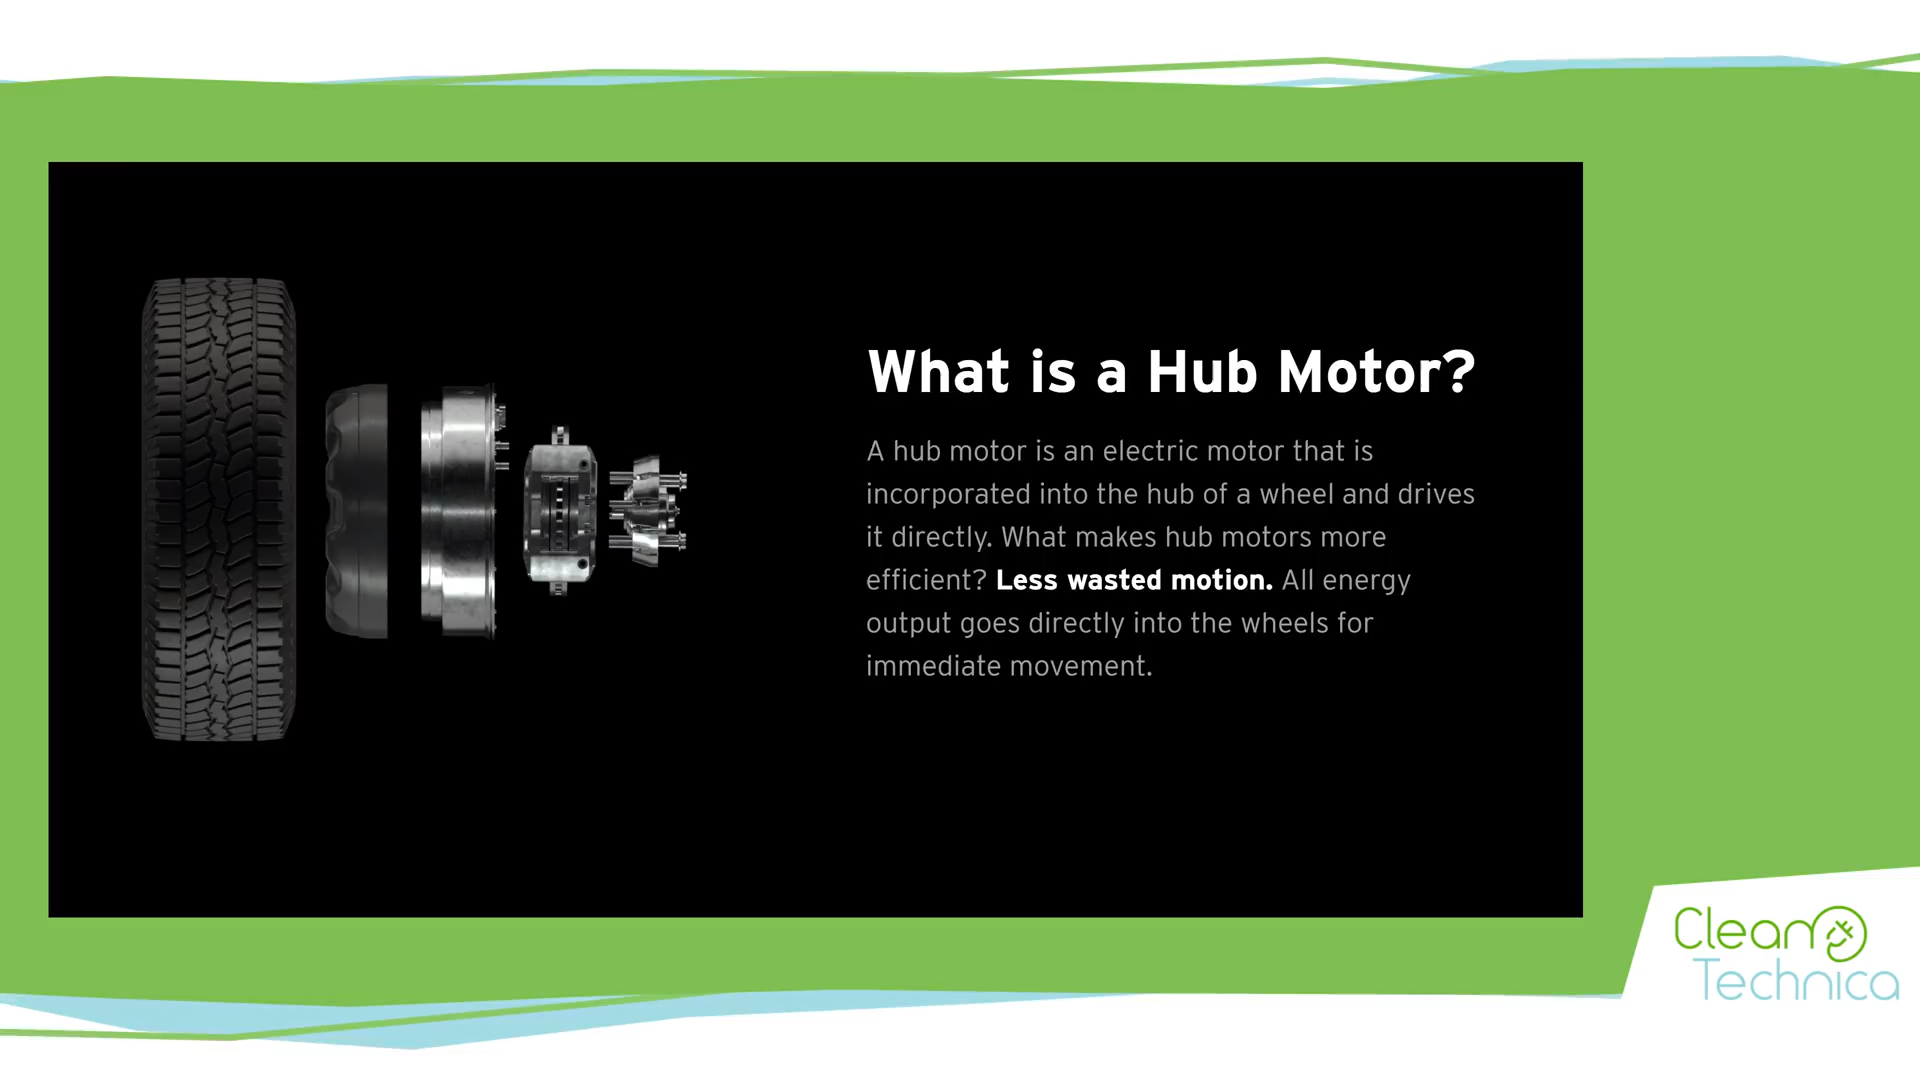 What is a Hub Motor?
A hub motor is an electric motor that is
incorporated into the hub of a wheel and drives
it directly. What makes hub motors more
efficient? Less wasted motion. All energy
output goes directly into the wheels for
immediate movement.
Clean
Technica